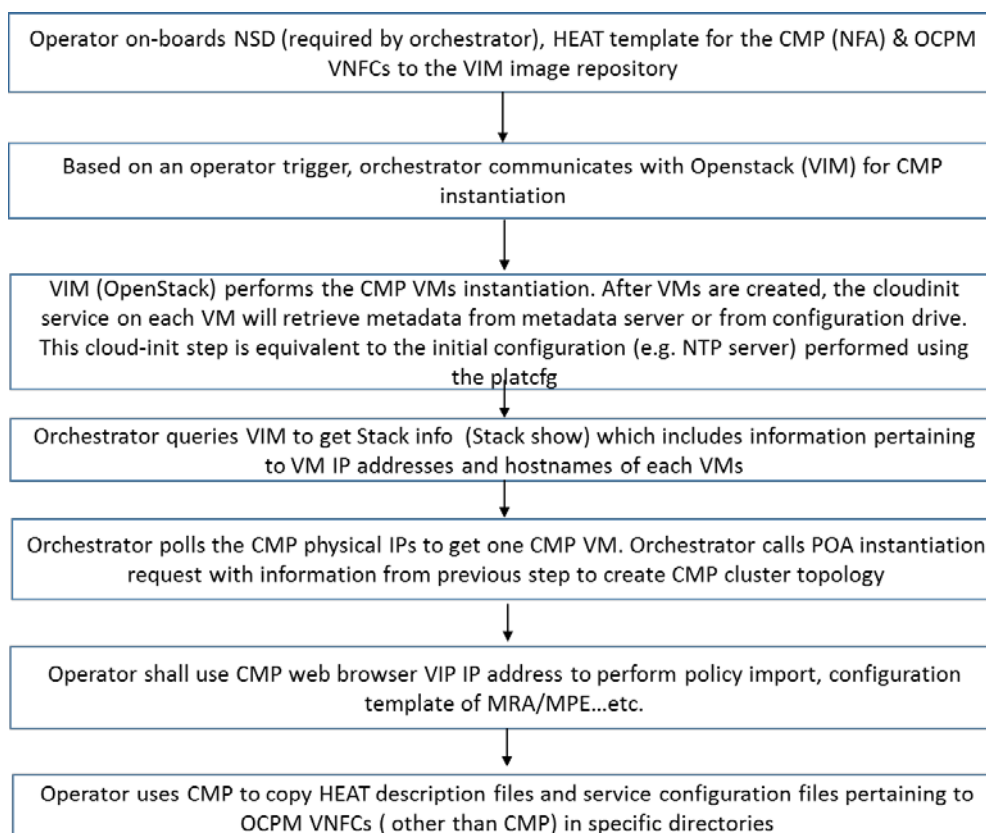 Operator on-boards NSD (required by orchestrator), HEAT template for the CMP (NFA) & OCPM
VNFCs to the VIM image repository
Based on an operator trigger, orchestrator communicates with Openstack (VIM) for CMP
instantiation
VIM (OpenStack) performs the CMP VMs instantiation. After VMs are created, the cloudinit
service on each VM will retrieve metadata from metadata server or from configuration drive.
This cloud-init step is equivalent to the initial configuration (e.g. NTP server) performed using
the platcfg
Orchestrator queries VIM to get Stack info (Stack show) which includes information pertaining
to VM IP addresses and hostnames of each VMs
Orchestrator polls the CMP physical IPs to get one CMP VM. Orchestrator calls POA instantiation
request with information from previous step to create CMP cluster topology
Operator shall use CMP web browser VIP IP address to perform policy import, configuration
template of MRA/MPE...etc.
Operator uses CMP to copy HEAT description files and service configuration files pertaining to
OCPM VNFCs ( other than CMP) in specific directories